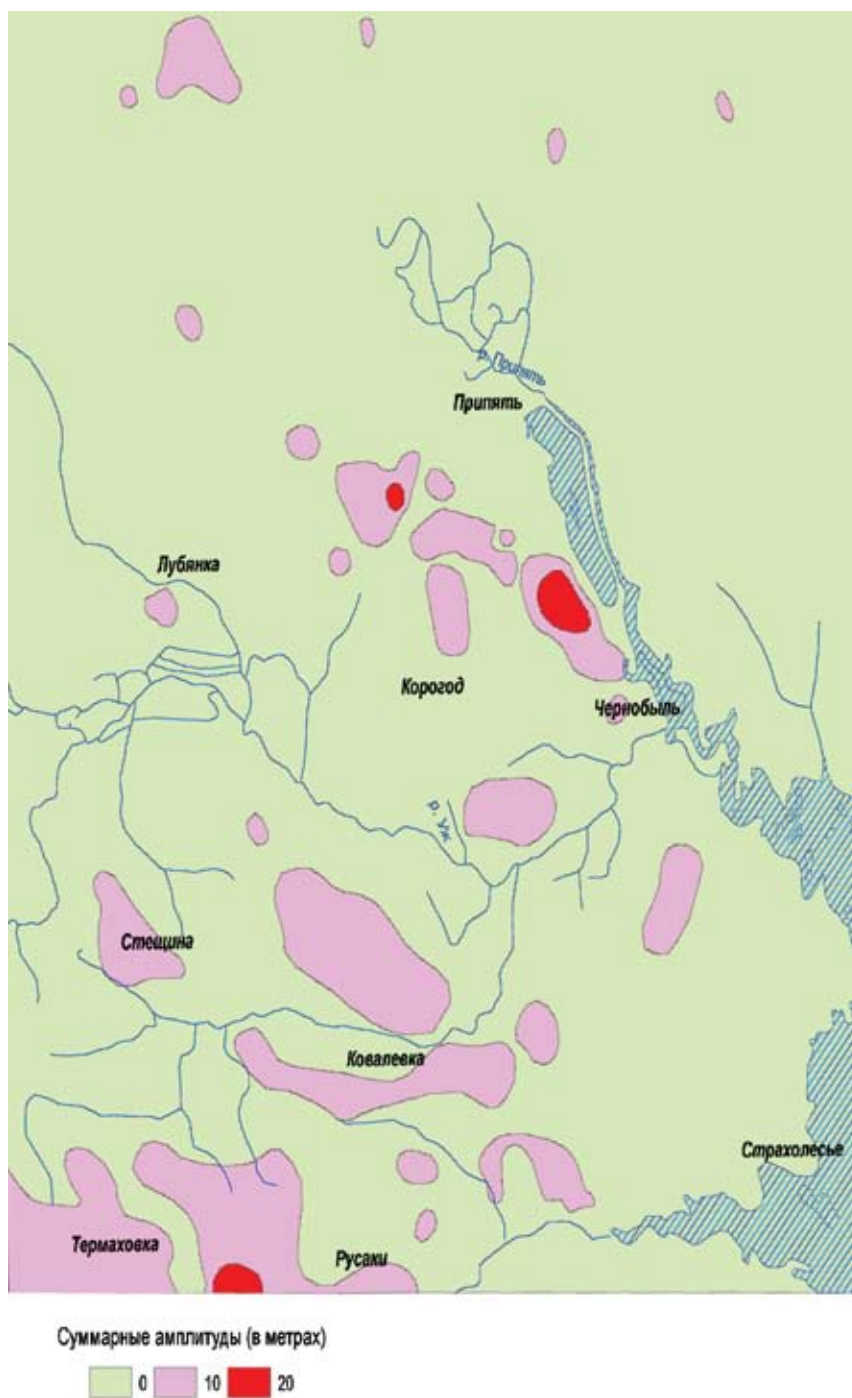 р. Припять
Припять
Лубянка
Корогод
Чернобыль
р. Уж
Стещина
Ковалевка
Страхолесье
Термаховка
Русаки
Суммарные амплитуды (в метрах)
0 10 20